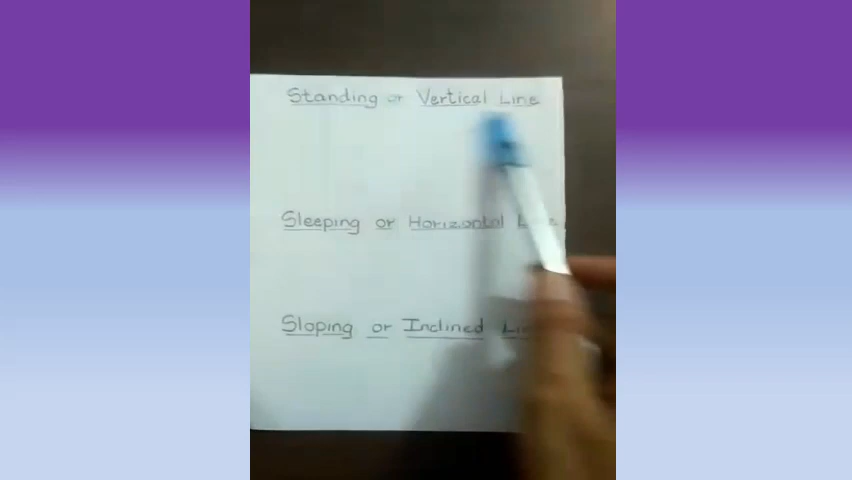 Standing or Vertical Line
Sleeping or Horizontal
Sloping or Inclined